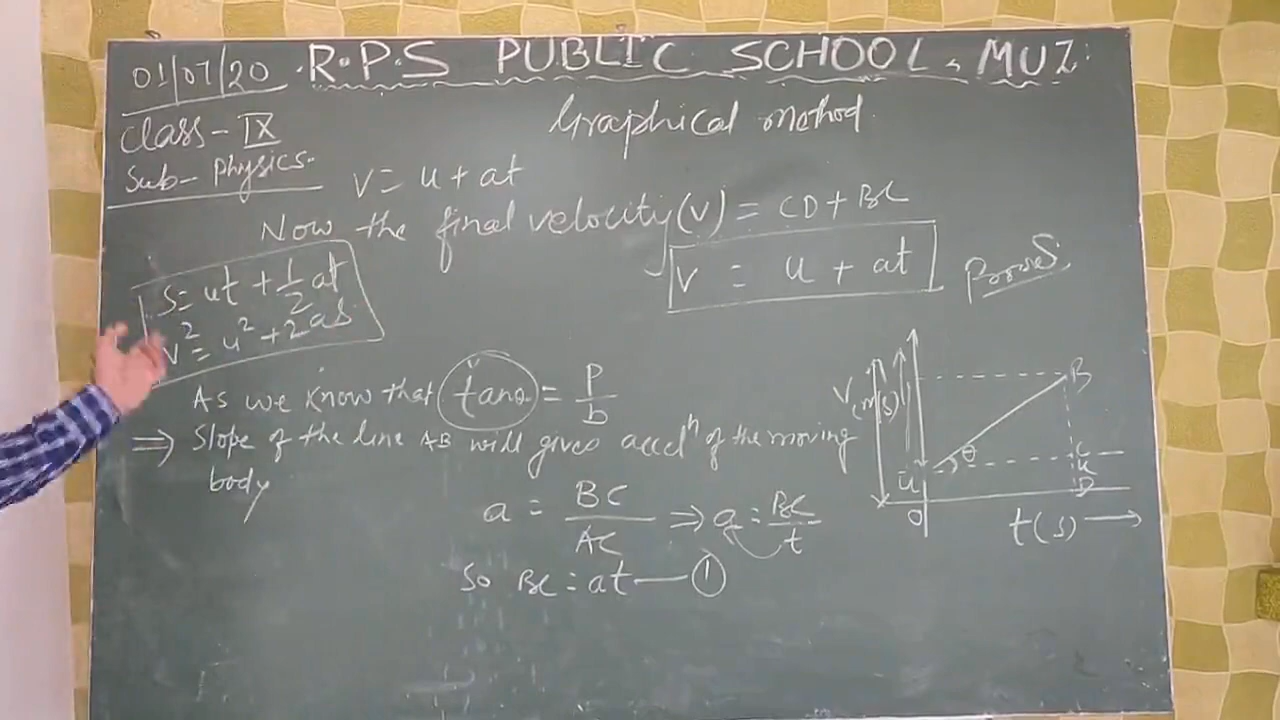 01/07/20 R.P.S PUBLIC SCHOOL, MUZ.
Class - IX
Sub- Physics.
Graphical method
v = u + at
Now the final velocity (v) = CD + BC
v = u + at Proved.
S = ut + 1/2 at
v² = u² + 2as
As we know that tanθ = P/b
⇒ Slope of the line AB will gives accelⁿ of the moving
body
a = BC/AC ⇒ a = BC/t
So BC = at — ①
V(m/s)
B
θ
C
u
D
u
O
t(s) →